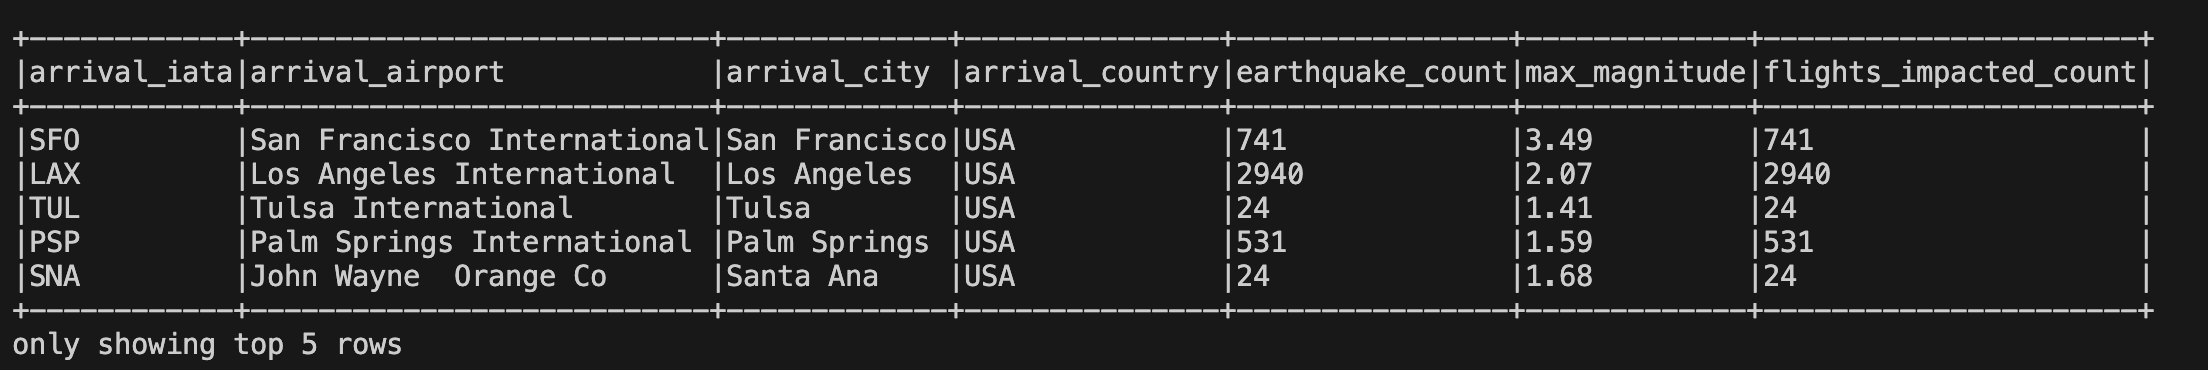 +------------+---------------------------+-------------+---------------+----------------+-------------+----------------------+
|arrival_iata|arrival_airport            |arrival_city |arrival_country|earthquake_count|max_magnitude|flights_impacted_count|
+------------+---------------------------+-------------+---------------+----------------+-------------+----------------------+
|SFO         |San Francisco International|San Francisco|USA            |741             |3.49         |741                   |
|LAX         |Los Angeles International  |Los Angeles  |USA            |2940            |2.07         |2940                  |
|TUL         |Tulsa International        |Tulsa        |USA            |24              |1.41         |24                    |
|PSP         |Palm Springs International |Palm Springs |USA            |531             |1.59         |531                   |
|SNA         |John Wayne  Orange Co      |Santa Ana    |USA            |24              |1.68         |24                    |
+------------+---------------------------+-------------+---------------+----------------+-------------+----------------------+
only showing top 5 rows